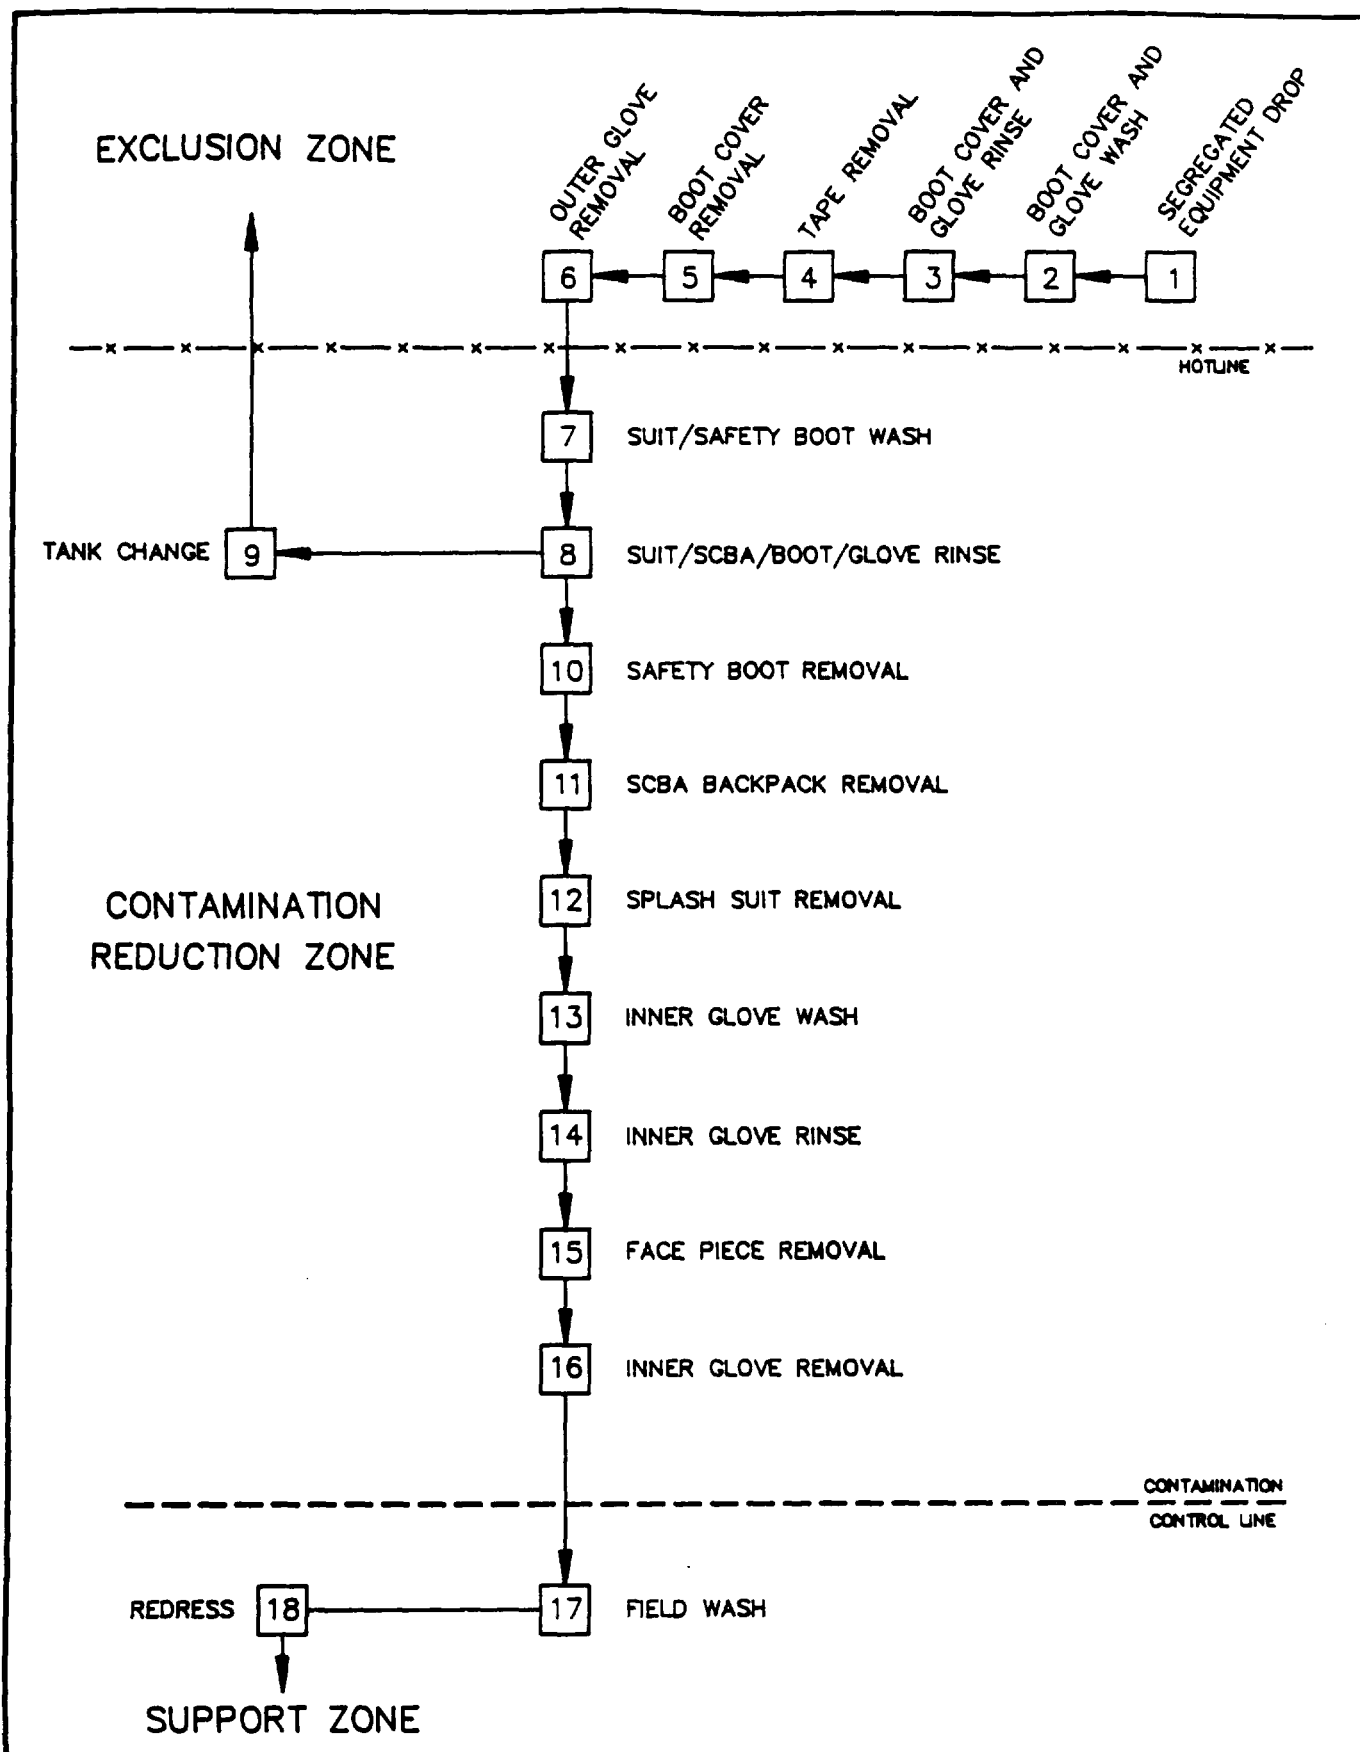 EXCLUSION ZONE
OUTER GLOVE
REMOVAL
BOOT COVER
REMOVAL
TAPE REMOVAL
BOOT COVER AND
GLOVE RINSE
BOOT COVER AND
GLOVE WASH
SEGREGATED
EQUIPMENT DROP
6
5
4
3
2
1
HOTLINE
7
SUIT/SAFETY BOOT WASH
TANK CHANGE
9
8
SUIT/SCBA/BOOT/GLOVE RINSE
10
SAFETY BOOT REMOVAL
11
SCBA BACKPACK REMOVAL
CONTAMINATION
REDUCTION ZONE
12
SPLASH SUIT REMOVAL
13
INNER GLOVE WASH
14
INNER GLOVE RINSE
15
FACE PIECE REMOVAL
16
INNER GLOVE REMOVAL
CONTAMINATION
CONTROL LINE
REDRESS
18
17
FIELD WASH
SUPPORT ZONE